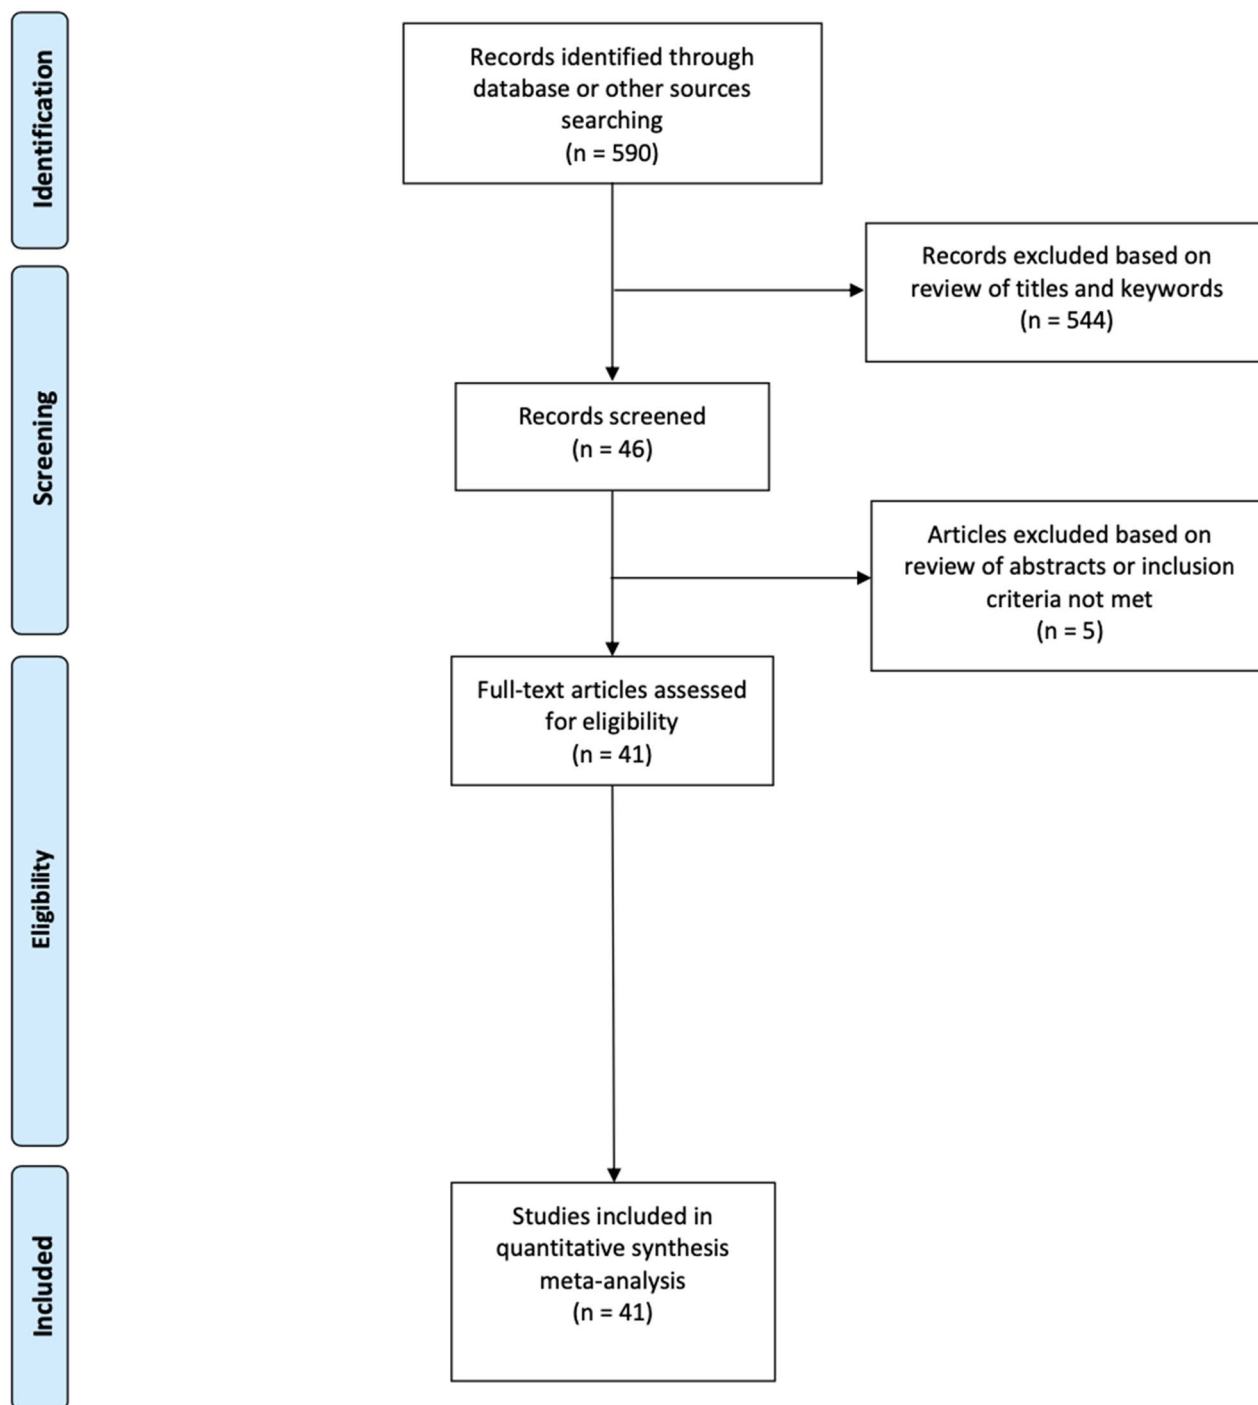 Identification
Records identified through
database or other sources
searching
(n = 590)
Records excluded based on
review of titles and keywords
(n = 544)
Screening
Records screened
(n = 46)
Articles excluded based on
review of abstracts or inclusion
criteria not met
(n = 5)
Eligibility
Full-text articles assessed
for eligibility
(n = 41)
Included
Studies included in
quantitative synthesis
meta-analysis
(n = 41)